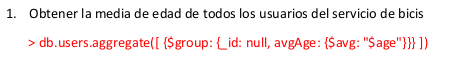 1. Obtener la media de edad de todos los usuarios del servicio de bicis
> db.users.aggregate([ {$group: {_id: null, avgAge: {$avg: "$age"}}} ])